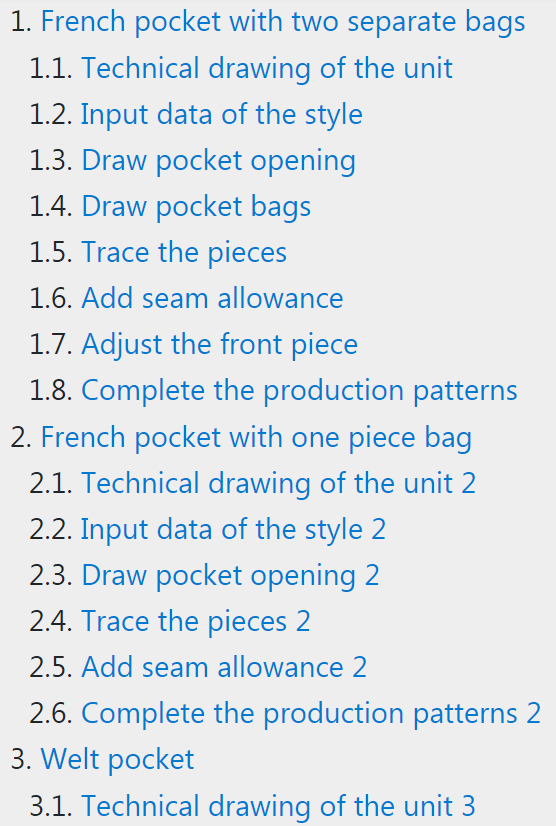 1. French pocket with two separate bags
1.1. Technical drawing of the unit
1.2. Input data of the style
1.3. Draw pocket opening
1.4. Draw pocket bags
1.5. Trace the pieces
1.6. Add seam allowance
1.7. Adjust the front piece
1.8. Complete the production patterns
2. French pocket with one piece bag
2.1. Technical drawing of the unit 2
2.2. Input data of the style 2
2.3. Draw pocket opening 2
2.4. Trace the pieces 2
2.5. Add seam allowance 2
2.6. Complete the production patterns 2
3. Welt pocket
3.1. Technical drawing of the unit 3